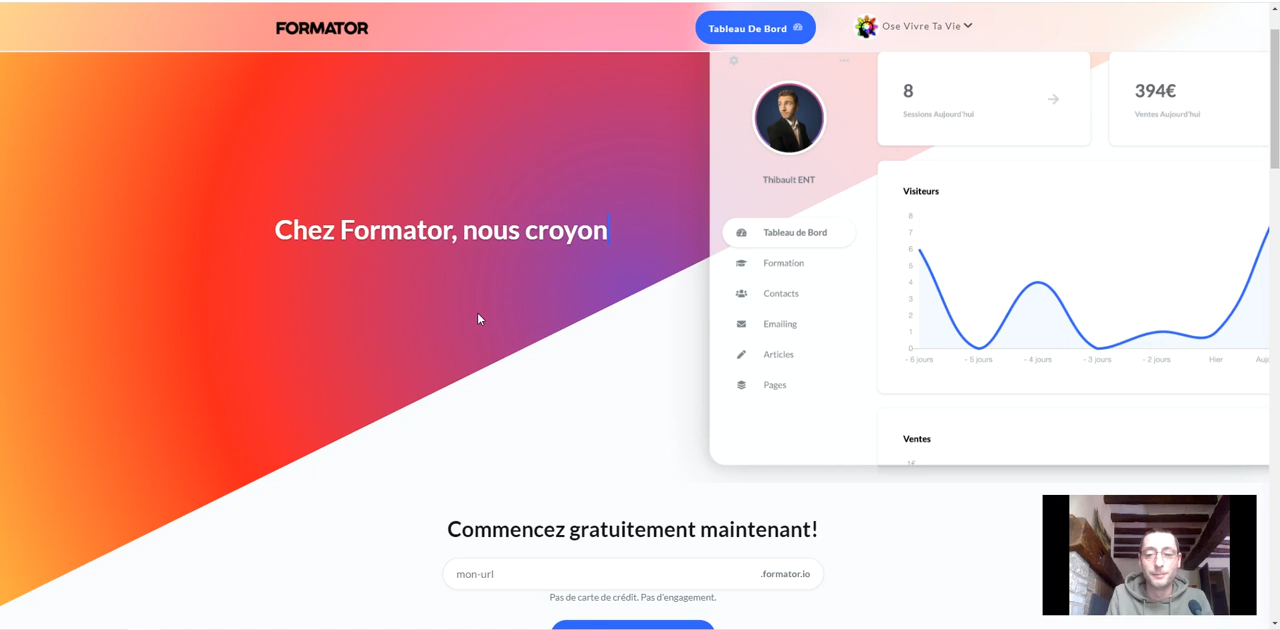 FORMATOR
Tableau De Bord
Ose Vivre Ta Vie
Chez Formator, nous croyon
Thibault ENT
Tableau de Bord
Formation
Contacts
Emailing
Articles
Pages
8
Sessions Aujourd'hui
394€
Ventes Aujourd'hui
Visiteurs
8
7
6
5
4
3
2
1
0
- 6 jours
- 5 jours
- 4 jours
- 3 jours
- 2 jours
Hier
Auj
Ventes
1€
Commencez gratuitement maintenant!
mon-url
.formator.io
Pas de carte de crédit. Pas d'engagement.